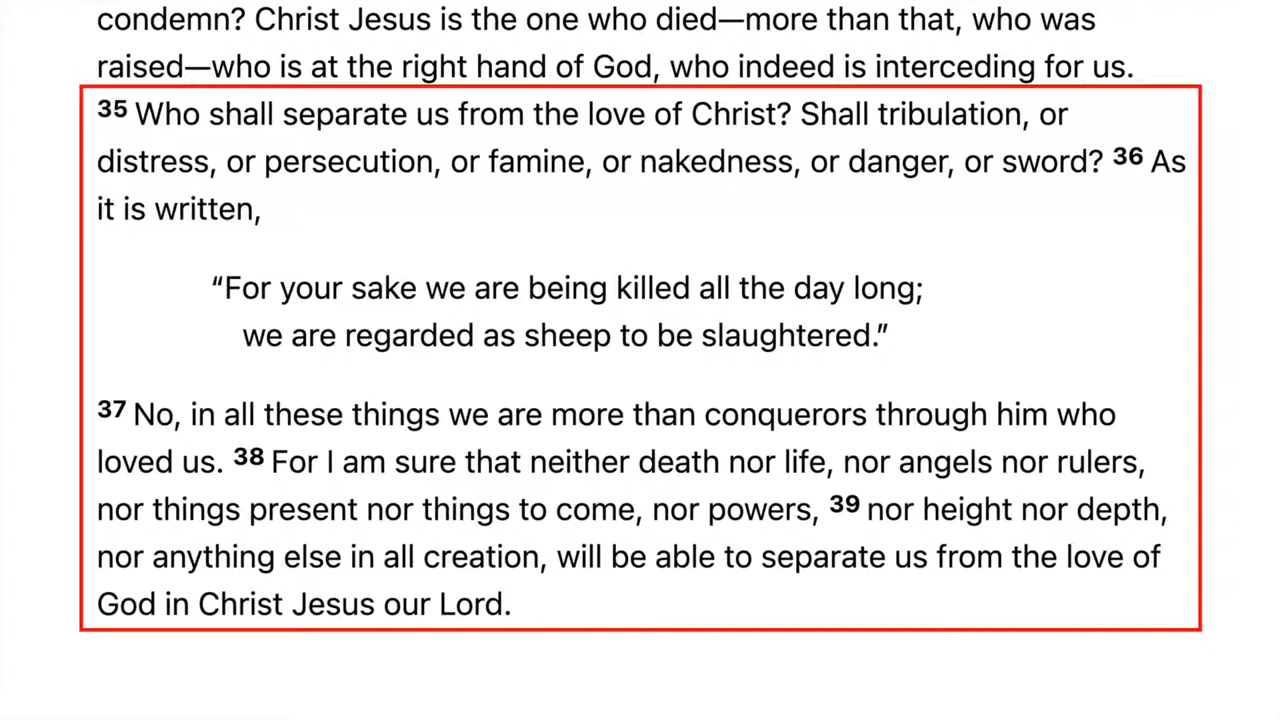 condemn? Christ Jesus is the one who died—more than that, who was
raised—who is at the right hand of God, who indeed is interceding for us.
35 Who shall separate us from the love of Christ? Shall tribulation, or
distress, or persecution, or famine, or nakedness, or danger, or sword? 36 As
it is written,
“For your sake we are being killed all the day long;
we are regarded as sheep to be slaughtered.”
37 No, in all these things we are more than conquerors through him who
loved us. 38 For I am sure that neither death nor life, nor angels nor rulers,
nor things present nor things to come, nor powers, 39 nor height nor depth,
nor anything else in all creation, will be able to separate us from the love of
God in Christ Jesus our Lord.